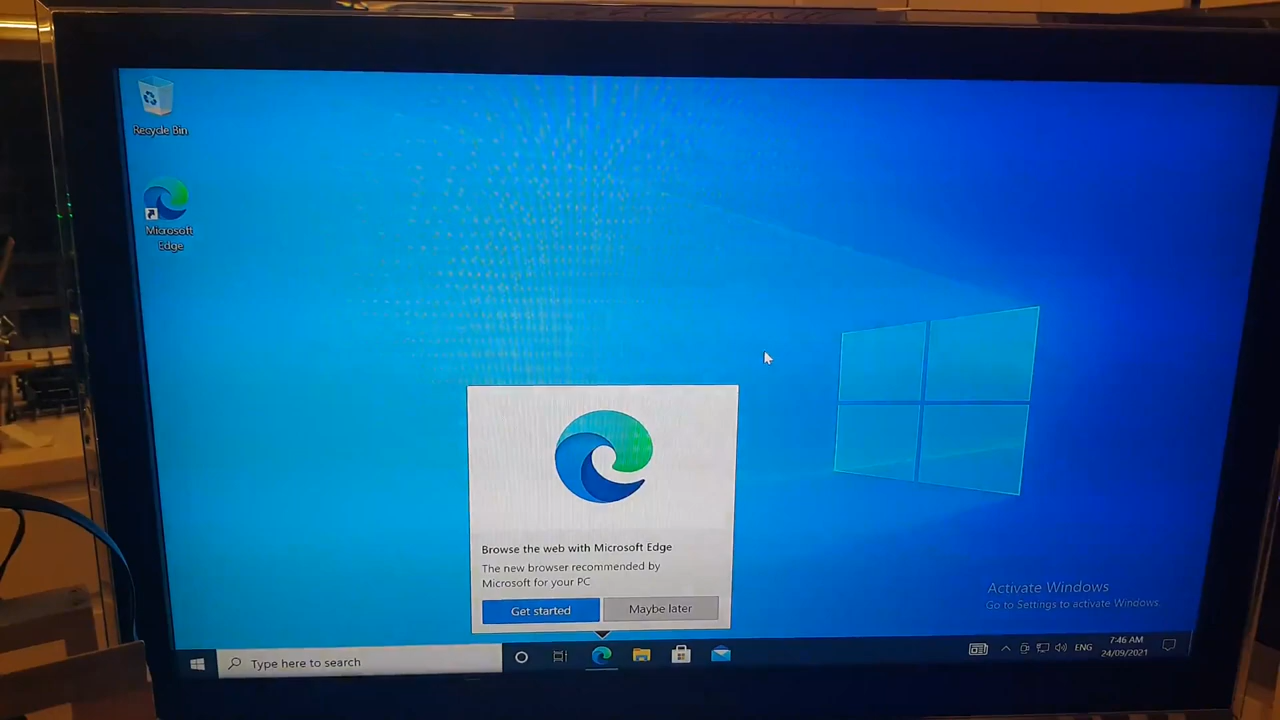 Recycle Bin
Microsoft
Edge
Browse the web with Microsoft Edge
The new browser recommended by
Microsoft for your PC
Get started
Maybe later
Activate Windows
Go to Settings to activate Windows.
Type here to search
ENG
7:46 AM
24/09/2021